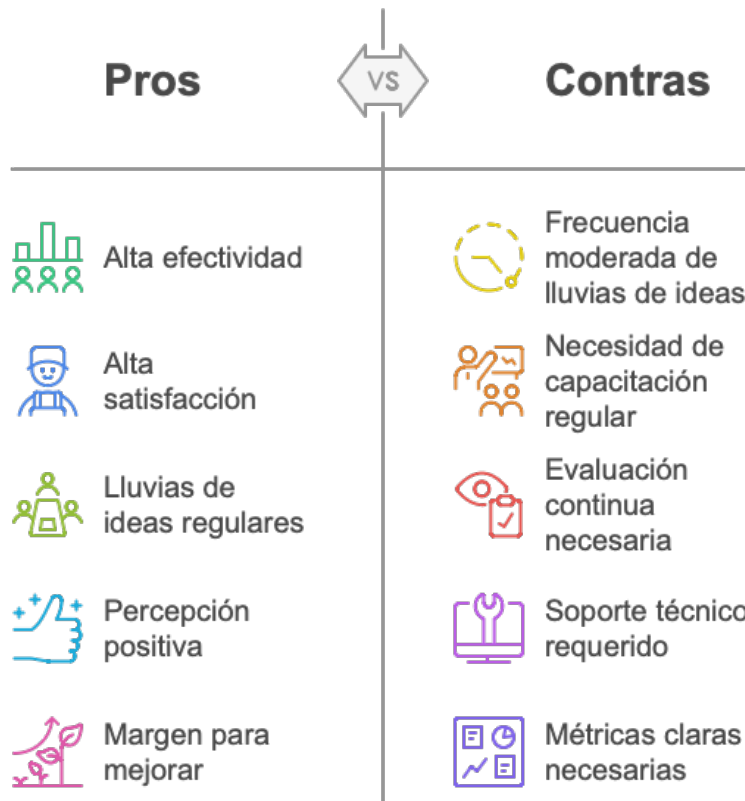 Pros
VS
Contras
Alta efectividad
Alta
satisfacción
Lluvias de
ideas regulares
Percepción
positiva
Margen para
mejorar
Frecuencia
moderada de
lluvias de ideas
Necesidad de
capacitación
regular
Evaluación
continua
necesaria
Soporte técnico
requerido
Métricas claras
necesarias